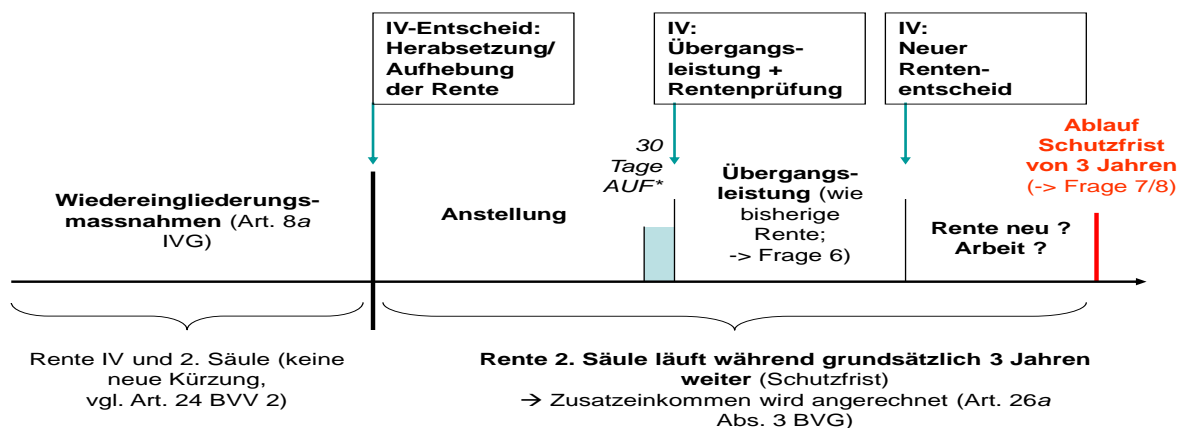 IV-Entscheid:
Herabsetzung/
Aufhebung
der Rente
IV:
Übergangs-
leistung +
Rentenprüfung
IV:
Neuer
Renten-
entscheid
Wiedereingliederungs-
massnahmen (Art. 8a
IVG)
Anstellung
30
Tage
AUF*
Übergangs-
leistung (wie
bisherige
Rente;
-> Frage 6)
Rente neu ?
Arbeit ?
Ablauf
Schutzfrist
von 3 Jahren
(-> Frage 7/8)
Rente IV und 2. Säule (keine
neue Kürzung,
vgl. Art. 24 BVV 2)
Rente 2. Säule läuft während grundsätzlich 3 Jahren
weiter (Schutzfrist)
→ Zusatzeinkommen wird angerechnet (Art. 26a
Abs. 3 BVG)